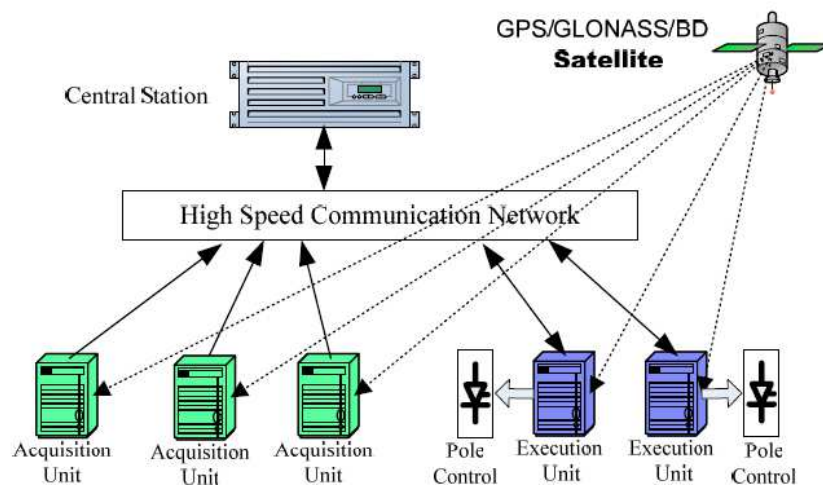 GPS/GLONASS/BD
Satellite
Central Station
High Speed Communication Network
Acquisition
Unit
Acquisition
Unit
Acquisition
Unit
Pole
Control
Execution
Unit
Execution
Unit
Pole
Control